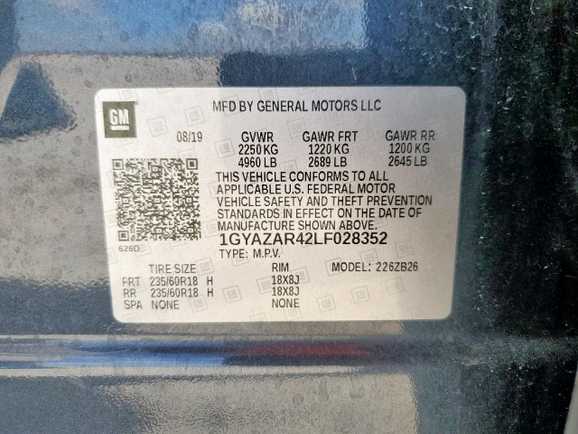 GM
MFD BY GENERAL MOTORS LLC
08/19 GVWR GAWR FRT GAWR RR
2250 KG 1220 KG 1200 KG
4960 LB 2689 LB 2645 LB
THIS VEHICLE CONFORMS TO ALL
APPLICABLE U.S. FEDERAL MOTOR
VEHICLE SAFETY AND THEFT PREVENTION
STANDARDS IN EFFECT ON THE DATE
OF MANUFACTURE SHOWN ABOVE.
626D 1GYAZAR42LF028352
TYPE: M.P.V.
TIRE SIZE RIM MODEL: 226ZB26
FRT 235/60R18 H 18X8J
RR 235/60R18 H 18X8J
SPA NONE NONE